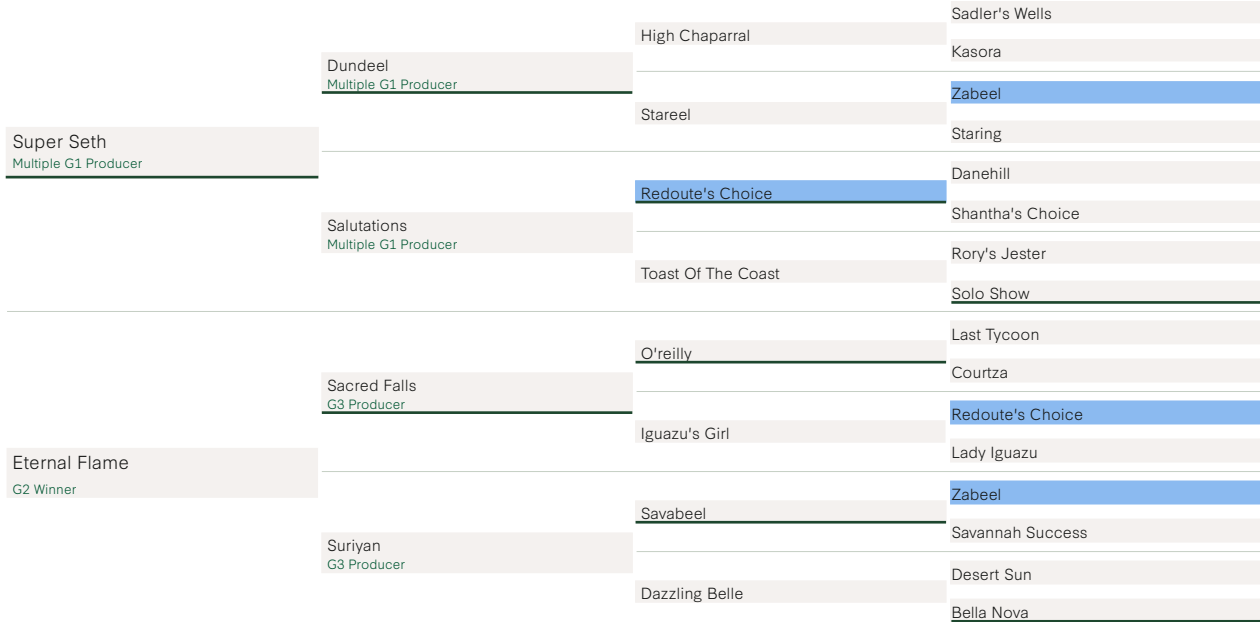 Super Seth
Multiple G1 Producer
Eternal Flame
G2 Winner
Dundeel
Multiple G1 Producer
Salutations
Multiple G1 Producer
Sacred Falls
G3 Producer
Suriyan
G3 Producer
High Chaparral
Stareel
Redoute's Choice
Toast Of The Coast
O'reilly
Iguazu's Girl
Savabeel
Dazzling Belle
Sadler's Wells
Kasora
Zabeel
Staring
Danehill
Shantha's Choice
Rory's Jester
Solo Show
Last Tycoon
Courtza
Redoute's Choice
Lady Iguazu
Zabeel
Savannah Success
Desert Sun
Bella Nova